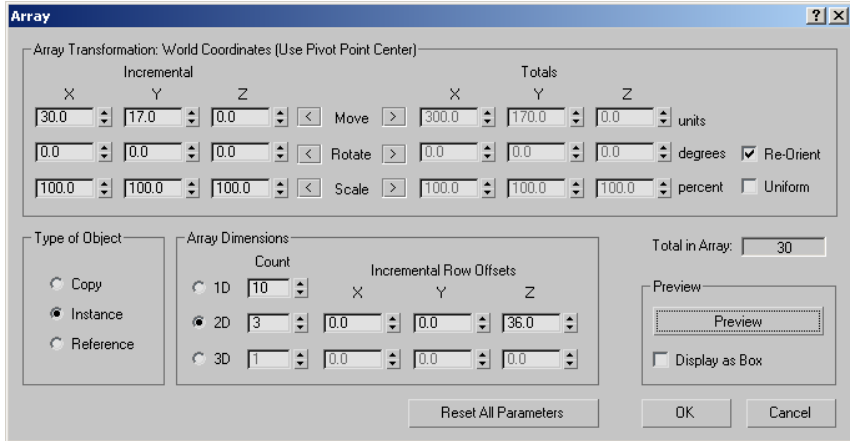 Array
Array Transformation: World Coordinates (Use Pivot Point Center)
Incremental Totals
X Y Z X Y Z
30.0 17.0 0.0 < Move > 300.0 170.0 0.0 units
0.0 0.0 0.0 < Rotate > 0.0 0.0 0.0 degrees Re-Orient
100.0 100.0 100.0 < Scale > 100.0 100.0 100.0 percent Uniform
Type of Object Array Dimensions Total in Array: 30
Count Incremental Row Offsets
Copy 1D 10 X Y Z Preview
Instance 2D 3 0.0 0.0 36.0 Preview
Reference 3D 1 0.0 0.0 0.0 Display as Box
Reset All Parameters OK Cancel